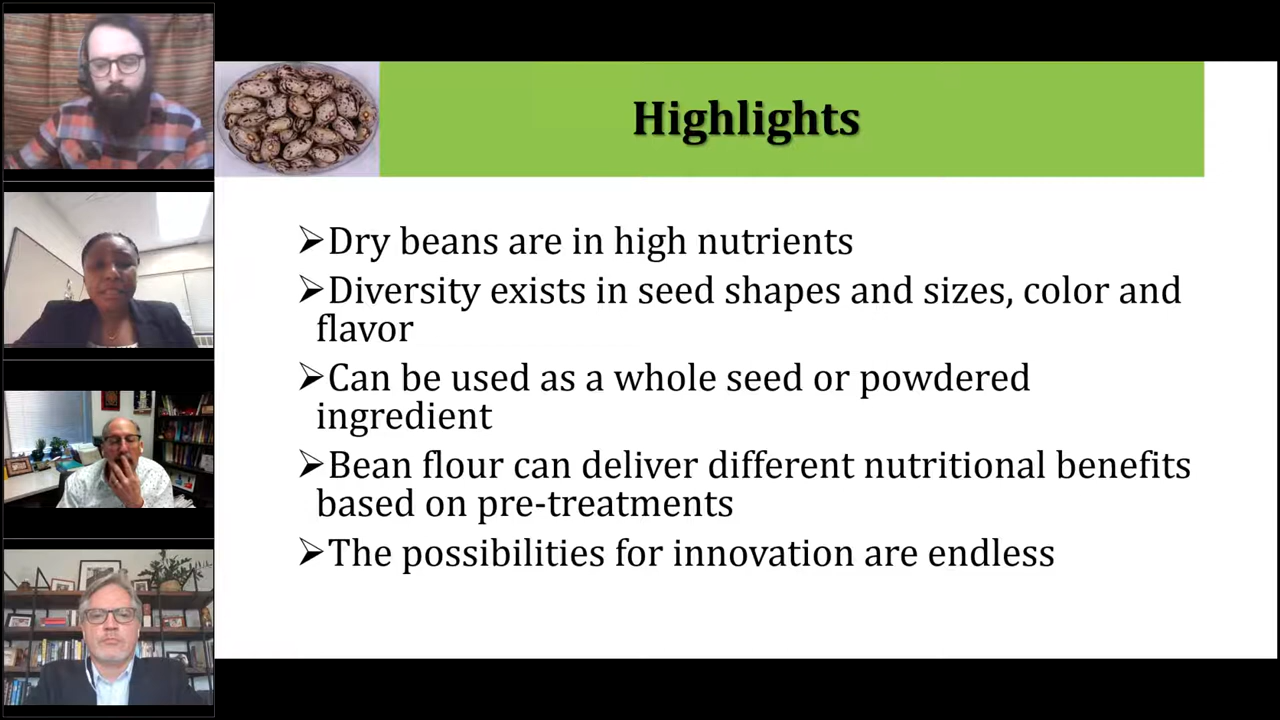 Highlights
➢Dry beans are in high nutrients
➢Diversity exists in seed shapes and sizes, color and
flavor
➢Can be used as a whole seed or powdered
ingredient
➢Bean flour can deliver different nutritional benefits
based on pre-treatments
➢The possibilities for innovation are endless